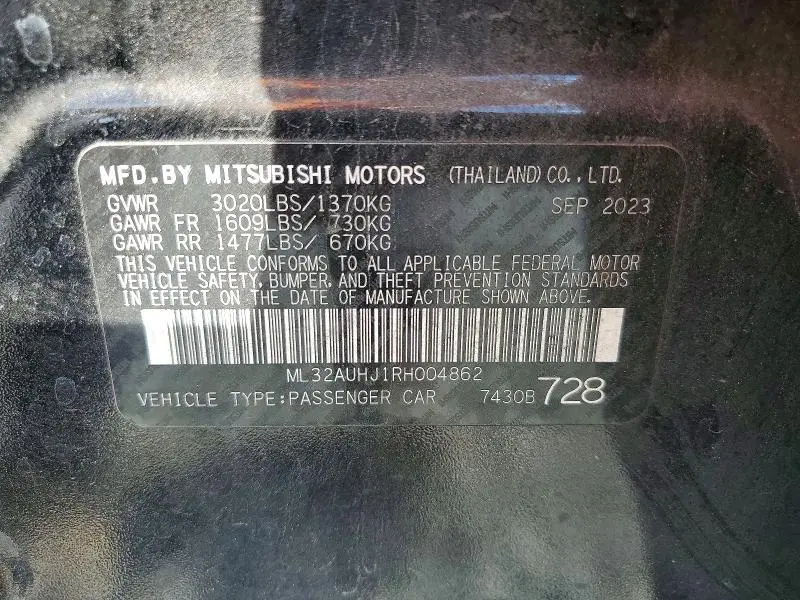 MFD.BY MITSUBISHI MOTORS (THAILAND)CO.,LTD.
GVWR 3020LBS/1370KG SEP 2023
GAWR FR 1609LBS/ 730KG
GAWR RR 1477LBS/ 670KG
THIS VEHICLE CONFORMS TO ALL APPLICABLE FEDERAL MOTOR
VEHICLE SAFETY, BUMPER, AND THEFT PREVENTION STANDARDS
IN EFFECT ON THE DATE OF MANUFACTURE SHOWN ABOVE.
ML32AUHJ1RH004862
VEHICLE TYPE:PASSENGER CAR 7430B 728